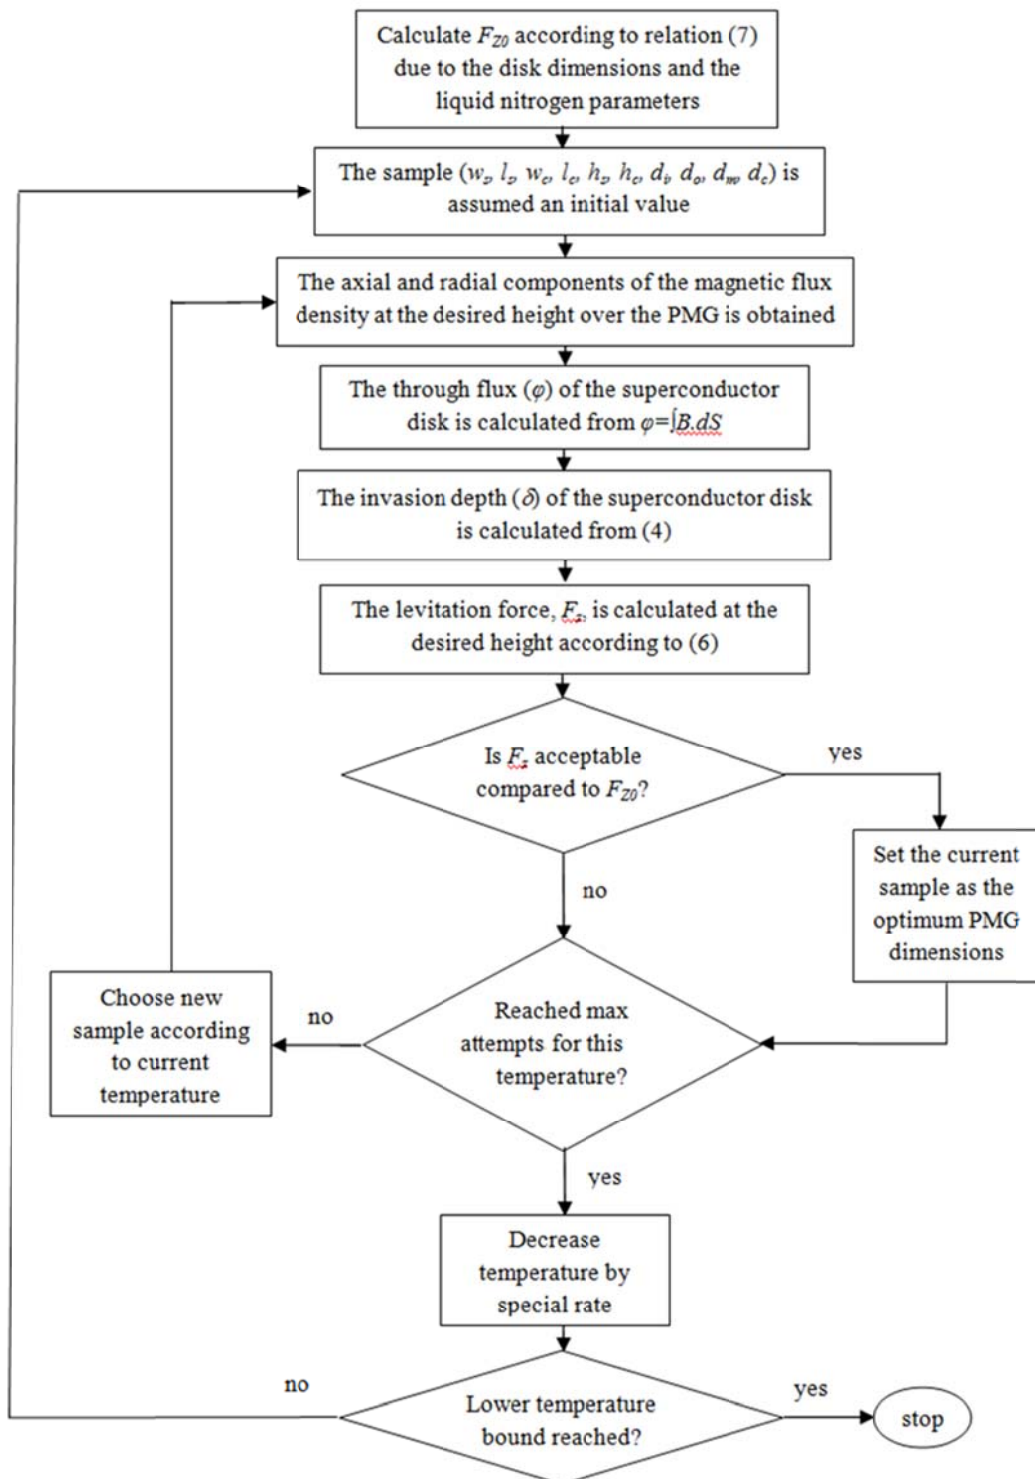 Calculate F_Z0 according to relation (7)
due to the disk dimensions and the
liquid nitrogen parameters
The sample (w_s, l_s, w_c, l_c, h_s, h_c, d_i, d_o, d_m, d_c) is
assumed an initial value
The axial and radial components of the magnetic flux
density at the desired height over the PMG is obtained
The through flux (φ) of the superconductor
disk is calculated from φ=∫B.dS
The invasion depth (δ) of the superconductor disk
is calculated from (4)
The levitation force, F_z, is calculated at the
desired height according to (6)
Is F_z acceptable
compared to F_Z0?
yes
no
Set the current
sample as the
optimum PMG
dimensions
Reached max
attempts for this
temperature?
no
Choose new
sample according
to current
temperature
yes
Decrease
temperature by
special rate
Lower temperature
bound reached?
no
yes
stop